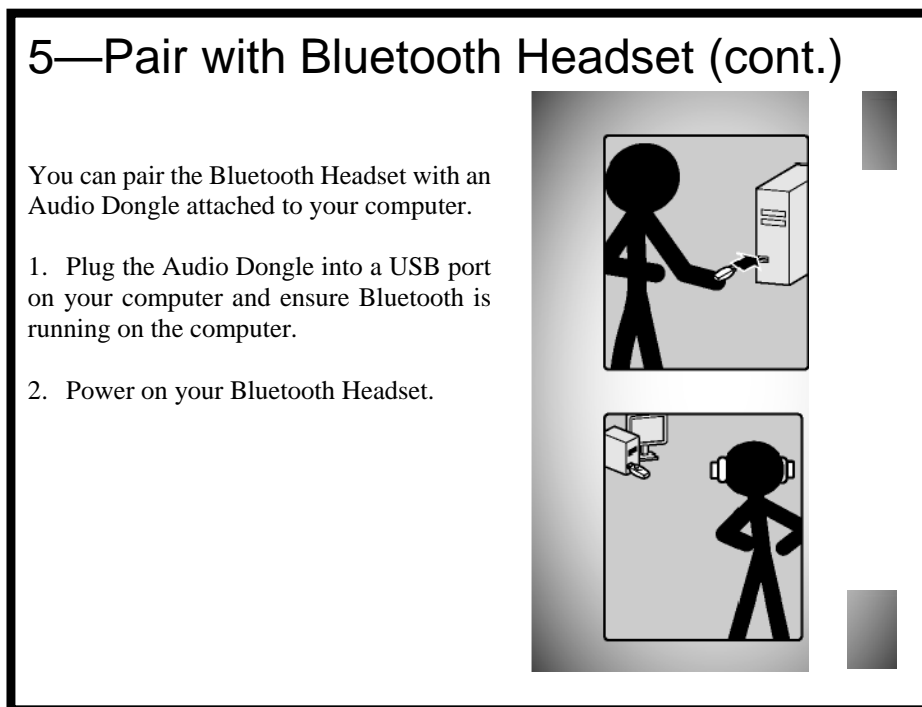 5—Pair with Bluetooth Headset (cont.)
You can pair the Bluetooth Headset with an
Audio Dongle attached to your computer.
1. Plug the Audio Dongle into a USB port
on your computer and ensure Bluetooth is
running on the computer.
2. Power on your Bluetooth Headset.